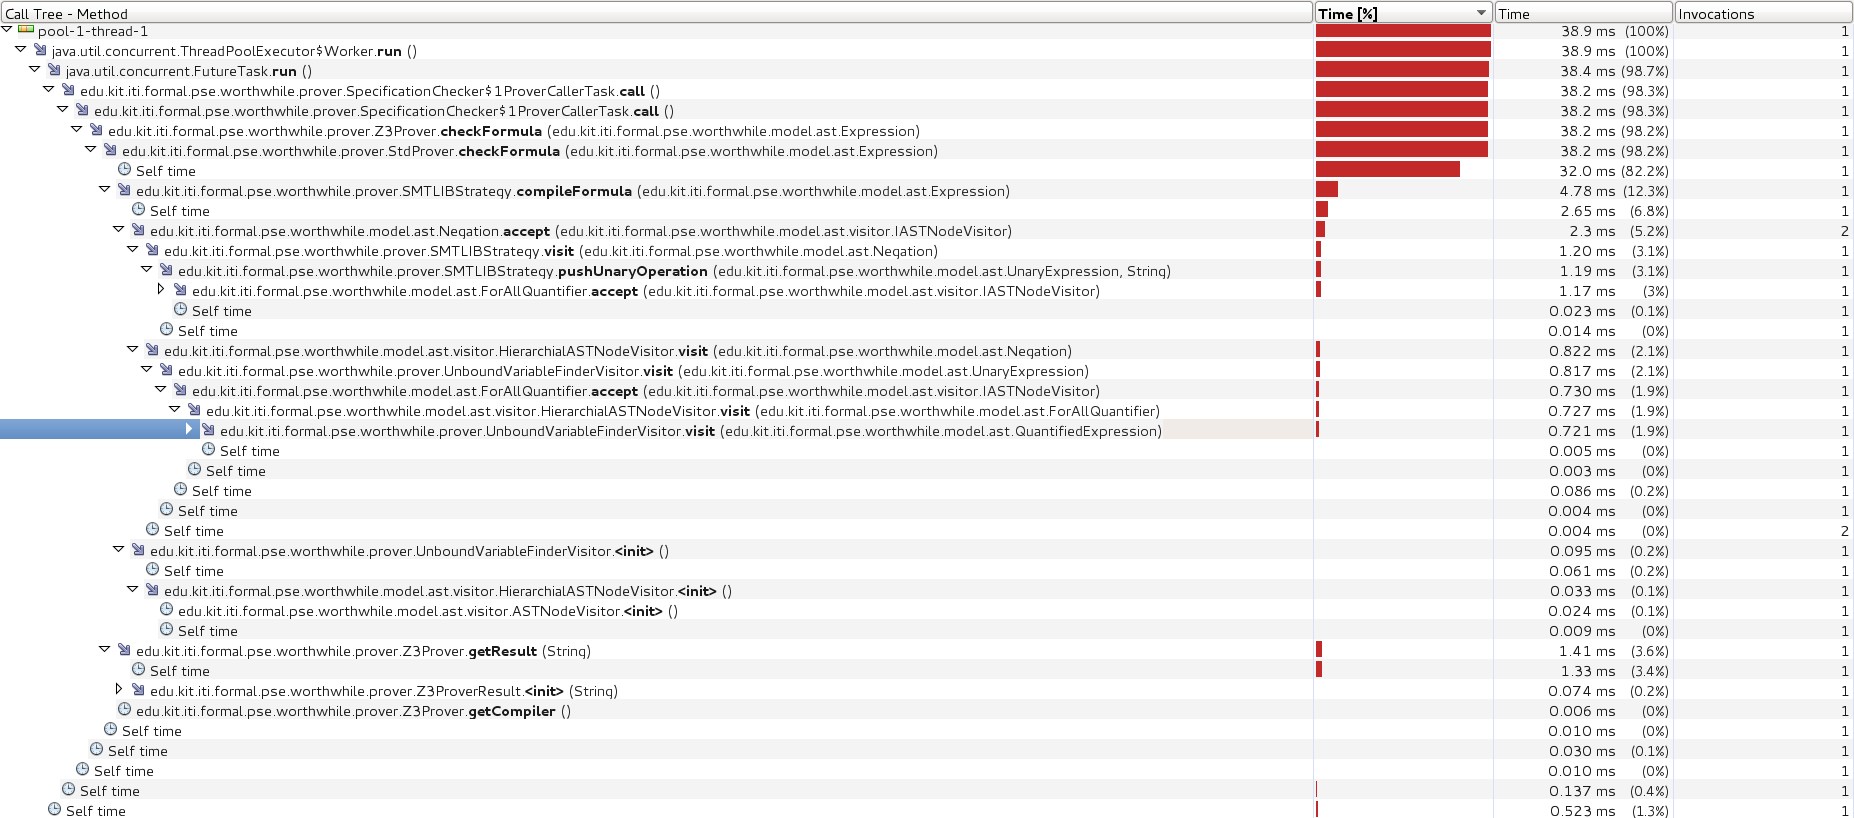 Call Tree - Method Time [%] Time Invocations
pool-1-thread-1 38.9 ms (100%) 1
java.util.concurrent.ThreadPoolExecutor$Worker.run () 38.9 ms (100%) 1
java.util.concurrent.FutureTask.run () 38.4 ms (98.7%) 1
edu.kit.iti.formal.pse.worthwhile.prover.SpecificationChecker$1ProverCallerTask.call () 38.2 ms (98.3%) 1
edu.kit.iti.formal.pse.worthwhile.prover.SpecificationChecker$1ProverCallerTask.call () 38.2 ms (98.3%) 1
edu.kit.iti.formal.pse.worthwhile.prover.Z3Prover.checkFormula (edu.kit.iti.formal.pse.worthwhile.model.ast.Expression) 38.2 ms (98.2%) 1
edu.kit.iti.formal.pse.worthwhile.prover.StdProver.checkFormula (edu.kit.iti.formal.pse.worthwhile.model.ast.Expression) 38.2 ms (98.2%) 1
Self time 32.0 ms (82.2%) 1
edu.kit.iti.formal.pse.worthwhile.prover.SMTLIBStrategy.compileFormula (edu.kit.iti.formal.pse.worthwhile.model.ast.Expression) 4.78 ms (12.3%) 1
Self time 2.65 ms (6.8%) 1
edu.kit.iti.formal.pse.worthwhile.model.ast.Negation.accept (edu.kit.iti.formal.pse.worthwhile.model.ast.visitor.IASTNodeVisitor) 2.3 ms (5.2%) 2
edu.kit.iti.formal.pse.worthwhile.prover.SMTLIBStrategy.visit (edu.kit.iti.formal.pse.worthwhile.model.ast.Negation) 1.20 ms (3.1%) 1
edu.kit.iti.formal.pse.worthwhile.prover.SMTLIBStrategy.pushUnaryOperation (edu.kit.iti.formal.pse.worthwhile.model.ast.UnaryExpression, String) 1.19 ms (3.1%) 1
edu.kit.iti.formal.pse.worthwhile.model.ast.ForAllQuantifier.accept (edu.kit.iti.formal.pse.worthwhile.model.ast.visitor.IASTNodeVisitor) 1.17 ms (3%) 1
Self time 0.023 ms (0.1%) 1
Self time 0.014 ms (0%) 1
edu.kit.iti.formal.pse.worthwhile.model.ast.visitor.HierarchialASTNodeVisitor.visit (edu.kit.iti.formal.pse.worthwhile.model.ast.Negation) 0.822 ms (2.1%) 1
edu.kit.iti.formal.pse.worthwhile.prover.UnboundVariableFinderVisitor.visit (edu.kit.iti.formal.pse.worthwhile.model.ast.UnaryExpression) 0.817 ms (2.1%) 1
edu.kit.iti.formal.pse.worthwhile.model.ast.ForAllQuantifier.accept (edu.kit.iti.formal.pse.worthwhile.model.ast.visitor.IASTNodeVisitor) 0.730 ms (1.9%) 1
edu.kit.iti.formal.pse.worthwhile.model.ast.visitor.HierarchialASTNodeVisitor.visit (edu.kit.iti.formal.pse.worthwhile.model.ast.ForAllQuantifier) 0.727 ms (1.9%) 1
edu.kit.iti.formal.pse.worthwhile.prover.UnboundVariableFinderVisitor.visit (edu.kit.iti.formal.pse.worthwhile.model.ast.QuantifiedExpression) 0.721 ms (1.9%) 1
Self time 0.005 ms (0%) 1
Self time 0.003 ms (0%) 1
Self time 0.086 ms (0.2%) 1
Self time 0.004 ms (0%) 1
Self time 0.004 ms (0%) 2
edu.kit.iti.formal.pse.worthwhile.prover.UnboundVariableFinderVisitor.<init> () 0.095 ms (0.2%) 1
Self time 0.061 ms (0.2%) 1
edu.kit.iti.formal.pse.worthwhile.model.ast.visitor.HierarchialASTNodeVisitor.<init> () 0.033 ms (0.1%) 1
edu.kit.iti.formal.pse.worthwhile.model.ast.visitor.ASTNodeVisitor.<init> () 0.024 ms (0.1%) 1
Self time 0.009 ms (0%) 1
edu.kit.iti.formal.pse.worthwhile.prover.Z3Prover.getResult (String) 1.41 ms (3.6%) 1
Self time 1.33 ms (3.4%) 1
edu.kit.iti.formal.pse.worthwhile.prover.Z3ProverResult.<init> (String) 0.074 ms (0.2%) 1
edu.kit.iti.formal.pse.worthwhile.prover.Z3Prover.getCompiler () 0.006 ms (0%) 1
Self time 0.010 ms (0%) 1
Self time 0.030 ms (0.1%) 1
Self time 0.010 ms (0%) 1
Self time 0.137 ms (0.4%) 1
Self time 0.523 ms (1.3%) 1